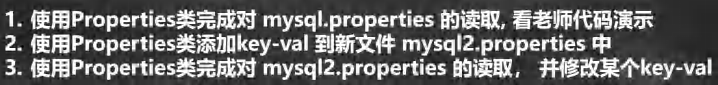 1. 使用Properties类完成对 mysql.properties 的读取, 看老师代码演示
2. 使用Properties类添加key-val 到新文件 mysql2.properties 中
3. 使用Properties类完成对 mysql2.properties 的读取， 并修改某个key-val